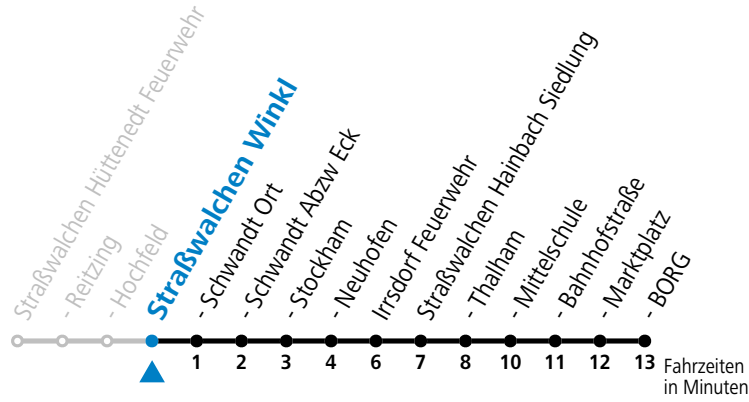 Straßwalchen Hüttenedt Feuerwehr
- Reitzing
- Hochfeld
Straßwalchen Winkl
- Schwandt Ort
- Schwandt Abzw Eck
- Stockham
- Neuhofen
Irrsdorf Feuerwehr
Straßwalchen Hainbach Siedlung
- Thalham
- Mittelschule
- Bahnhofstraße
- Marktplatz
- BORG
1 2 3 4 6 7 8 10 11 12 13 Fahrzeiten
in Minuten